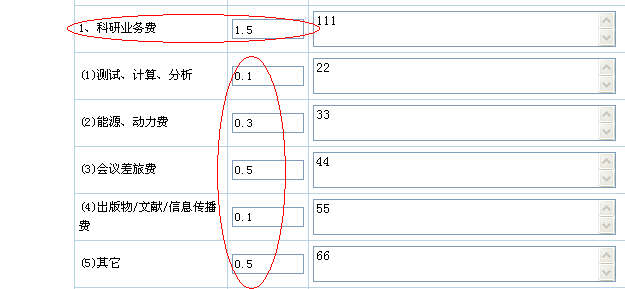 1、科研业务费 1.5 111
(1)测试、计算、分析 0.1 22
(2)能源、动力费 0.3 33
(3)会议差旅费 0.5 44
(4)出版物/文献/信息传播
费 0.1 55
(5)其它 0.5 66